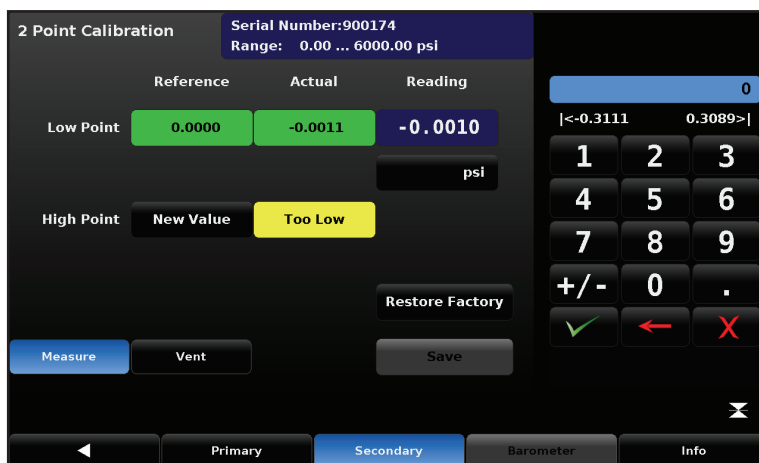 2 Point Calibration
Serial Number:900174
Range: 0.00 ... 6000.00 psi
Reference Actual Reading
Low Point 0.0000 -0.0011 -0.0010
psi
High Point New Value Too Low
Restore Factory
Measure Vent Save
0
|<-0.3111 0.3089>|
1 2 3
4 5 6
7 8 9
+/- 0 .
X
Primary Secondary Barometer Info